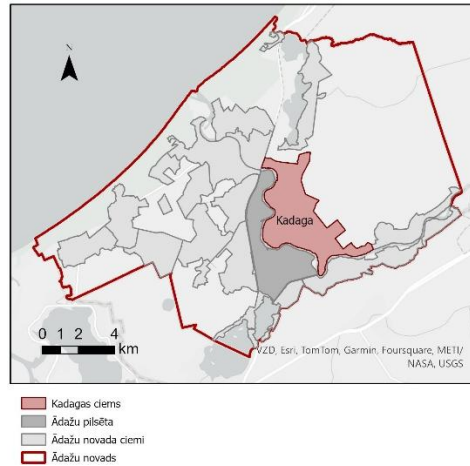 N
Kadaga
0 1 2 4
km
VZD, Esri, TomTom, Garmin, Foursquare, METI/
NASA, USGS
Kadagas ciems
Ādažu pilsēta
Ādažu novada ciemi
Ādažu novads